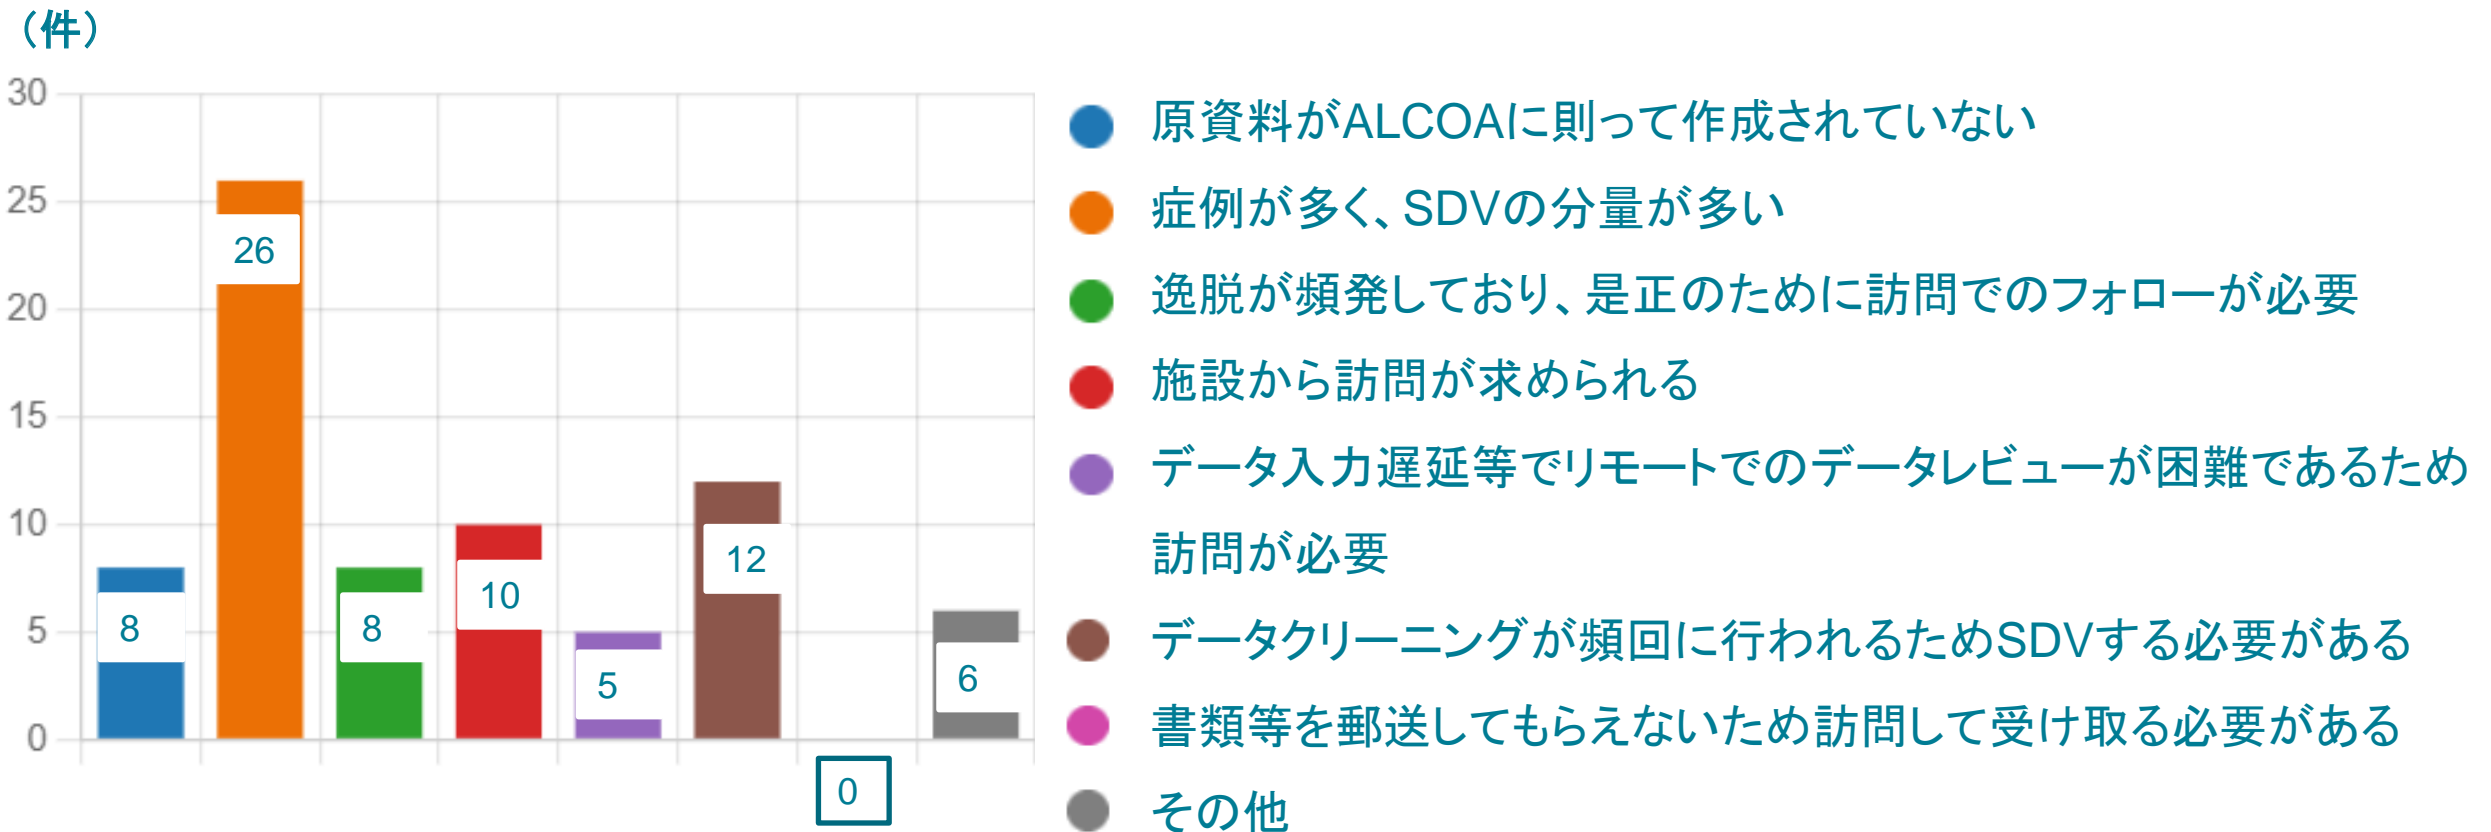 （件）
30
25
20
15
10
5
0
8
26
8
10
5
12
0
6
原資料がALCOAに則って作成されていない
症例が多く、SDVの分量が多い
逸脱が頻発しており、是正のために訪問でのフォローが必要
施設から訪問が求められる
データ入力遅延等でリモートでのデータレビューが困難であるため
訪問が必要
データクリーニングが頻回に行われるためSDVする必要がある
書類等を郵送してもらえないため訪問して受け取る必要がある
その他